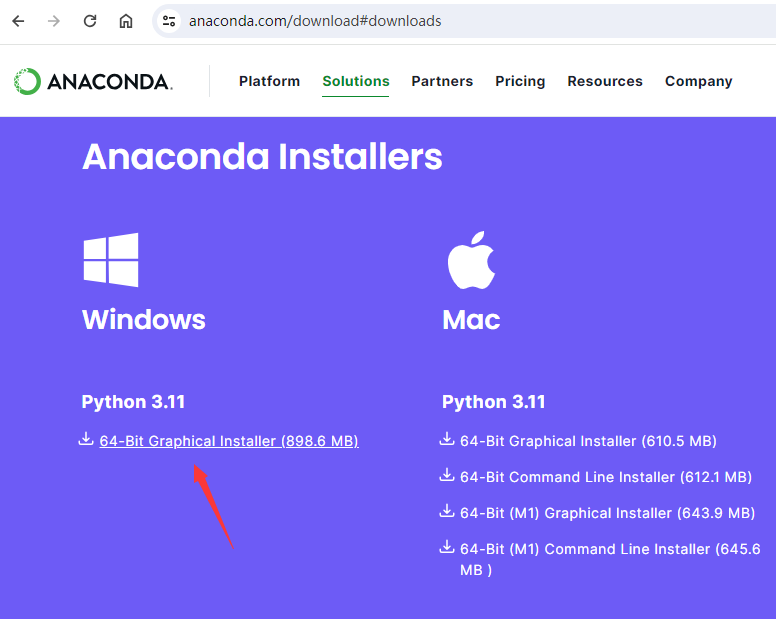 anaconda.com/download#downloads
ANACONDA.
Platform Solutions Partners Pricing Resources Company
Anaconda Installers
Windows
Python 3.11
64-Bit Graphical Installer (898.6 MB)
Mac
Python 3.11
64-Bit Graphical Installer (610.5 MB)
64-Bit Command Line Installer (612.1 MB)
64-Bit (M1) Graphical Installer (643.9 MB)
64-Bit (M1) Command Line Installer (645.6
MB )